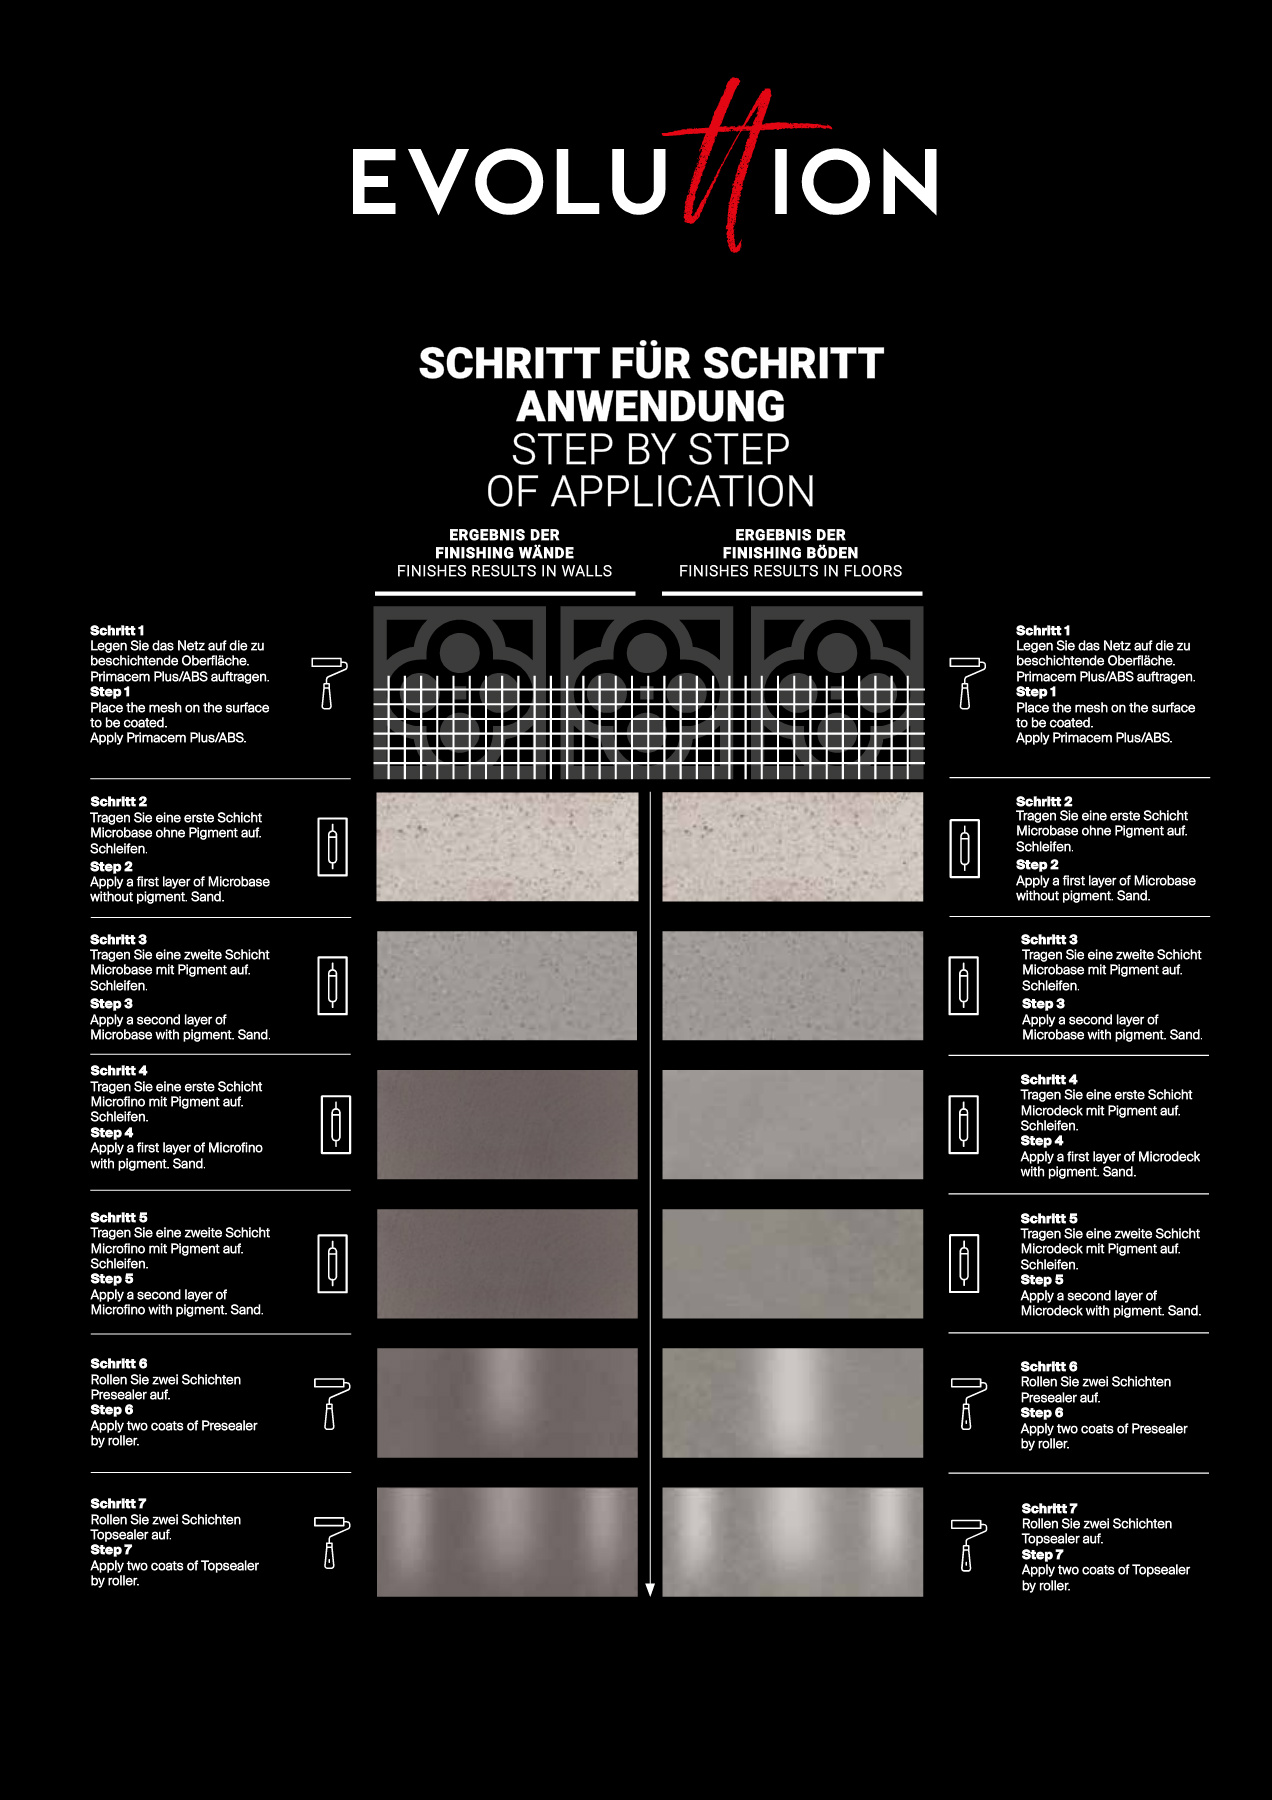 EVOLUTTION
SCHRITT FÜR SCHRITT
ANWENDUNG
STEP BY STEP
OF APPLICATION
ERGEBNIS DER
FINISHING WÄNDE
FINISHES RESULTS IN WALLS
ERGEBNIS DER
FINISHING BÖDEN
FINISHES RESULTS IN FLOORS
Schritt 1
Legen Sie das Netz auf die zu
beschichtende Oberfläche.
Primacem Plus/ABS auftragen.
Step 1
Place the mesh on the surface
to be coated.
Apply Primacem Plus/ABS.
Schritt 2
Tragen Sie eine erste Schicht
Microbase ohne Pigment auf.
Schleifen.
Step 2
Apply a first layer of Microbase
without pigment. Sand.
Schritt 3
Tragen Sie eine zweite Schicht
Microbase mit Pigment auf.
Schleifen.
Step 3
Apply a second layer of
Microbase with pigment. Sand.
Schritt 4
Tragen Sie eine erste Schicht
Microfino mit Pigment auf.
Schleifen.
Step 4
Apply a first layer of Microfino
with pigment. Sand.
Schritt 5
Tragen Sie eine zweite Schicht
Microfino mit Pigment auf.
Schleifen.
Step 5
Apply a second layer of
Microfino with pigment. Sand.
Schritt 6
Rollen Sie zwei Schichten
Presealer auf.
Step 6
Apply two coats of Presealer
by roller.
Schritt 7
Rollen Sie zwei Schichten
Topsealer auf.
Step 7
Apply two coats of Topsealer
by roller.
Schritt 1
Legen Sie das Netz auf die zu
beschichtende Oberfläche.
Primacem Plus/ABS auftragen.
Step 1
Place the mesh on the surface
to be coated.
Apply Primacem Plus/ABS.
Schritt 2
Tragen Sie eine erste Schicht
Microbase ohne Pigment auf.
Schleifen.
Step 2
Apply a first layer of Microbase
without pigment. Sand.
Schritt 3
Tragen Sie eine zweite Schicht
Microbase mit Pigment auf.
Schleifen.
Step 3
Apply a second layer of
Microbase with pigment. Sand.
Schritt 4
Tragen Sie eine erste Schicht
Microdeck mit Pigment auf.
Schleifen.
Step 4
Apply a first layer of Microdeck
with pigment. Sand.
Schritt 5
Tragen Sie eine zweite Schicht
Microdeck mit Pigment auf.
Schleifen.
Step 5
Apply a second layer of
Microdeck with pigment. Sand.
Schritt 6
Rollen Sie zwei Schichten
Presealer auf.
Step 6
Apply two coats of Presealer
by roller.
Schritt 7
Rollen Sie zwei Schichten
Topsealer auf.
Step 7
Apply two coats of Topsealer
by roller.